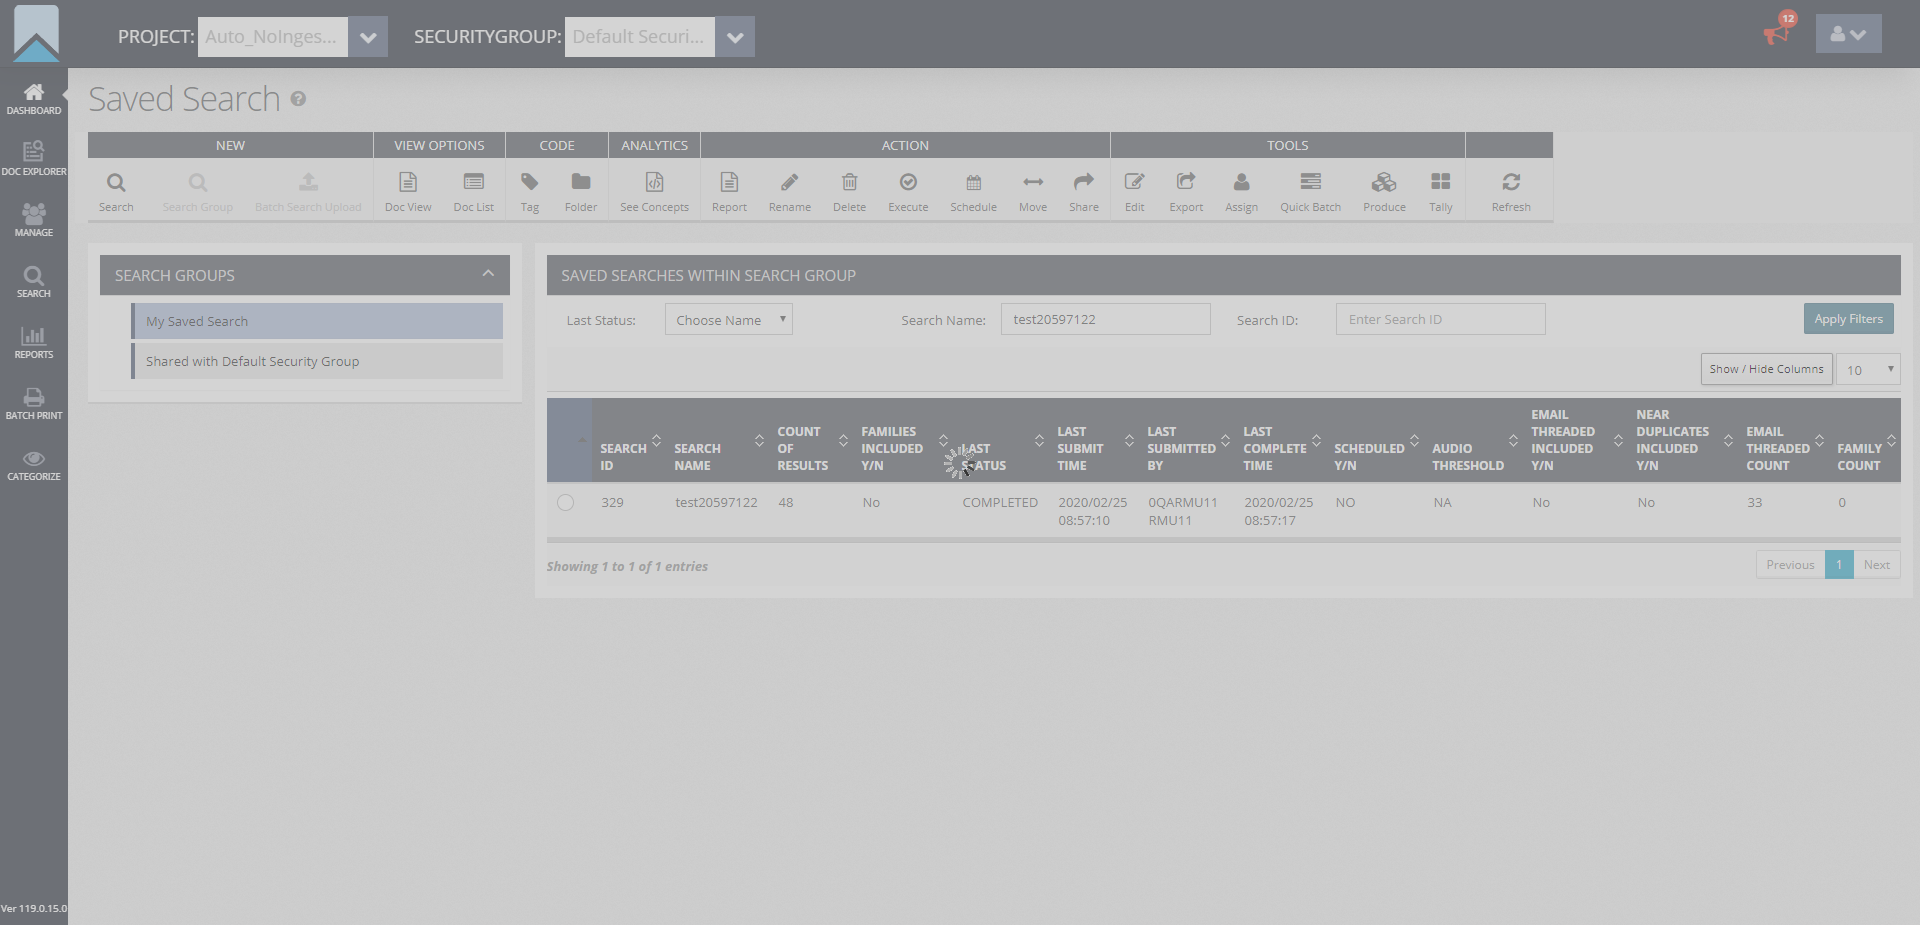 PROJECT: Auto_NoInges...
SECURITYGROUP: Default Securi...
12
DASHBOARD
DOC EXPLORER
MANAGE
SEARCH
REPORTS
BATCH PRINT
CATEGORIZE
Ver 119.0.15.0
Saved Search ?
NEW
VIEW OPTIONS
CODE
ANALYTICS
ACTION
TOOLS
Search
Search Group
Batch Search Upload
Doc View
Doc List
Tag
Folder
See Concepts
Report
Rename
Delete
Execute
Schedule
Move
Share
Edit
Export
Assign
Quick Batch
Produce
Tally
Refresh
SEARCH GROUPS
My Saved Search
Shared with Default Security Group
SAVED SEARCHES WITHIN SEARCH GROUP
Last Status: Choose Name
Search Name: test20597122
Search ID: Enter Search ID
Apply Filters
Show / Hide Columns
10
SEARCH
ID
SEARCH
NAME
COUNT
OF
RESULTS
FAMILIES
INCLUDED
Y/N
LAST
STATUS
LAST
SUBMIT
TIME
LAST
SUBMITTED
BY
LAST
COMPLETE
TIME
SCHEDULED
Y/N
AUDIO
THRESHOLD
EMAIL
THREADED
INCLUDED
Y/N
NEAR
DUPLICATES
INCLUDED
Y/N
EMAIL
THREADED
COUNT
FAMILY
COUNT
329
test20597122
48
No
COMPLETED
2020/02/25
08:57:10
0QARMU11
RMU11
2020/02/25
08:57:17
NO
NA
No
No
33
0
Showing 1 to 1 of 1 entries
Previous
1
Next